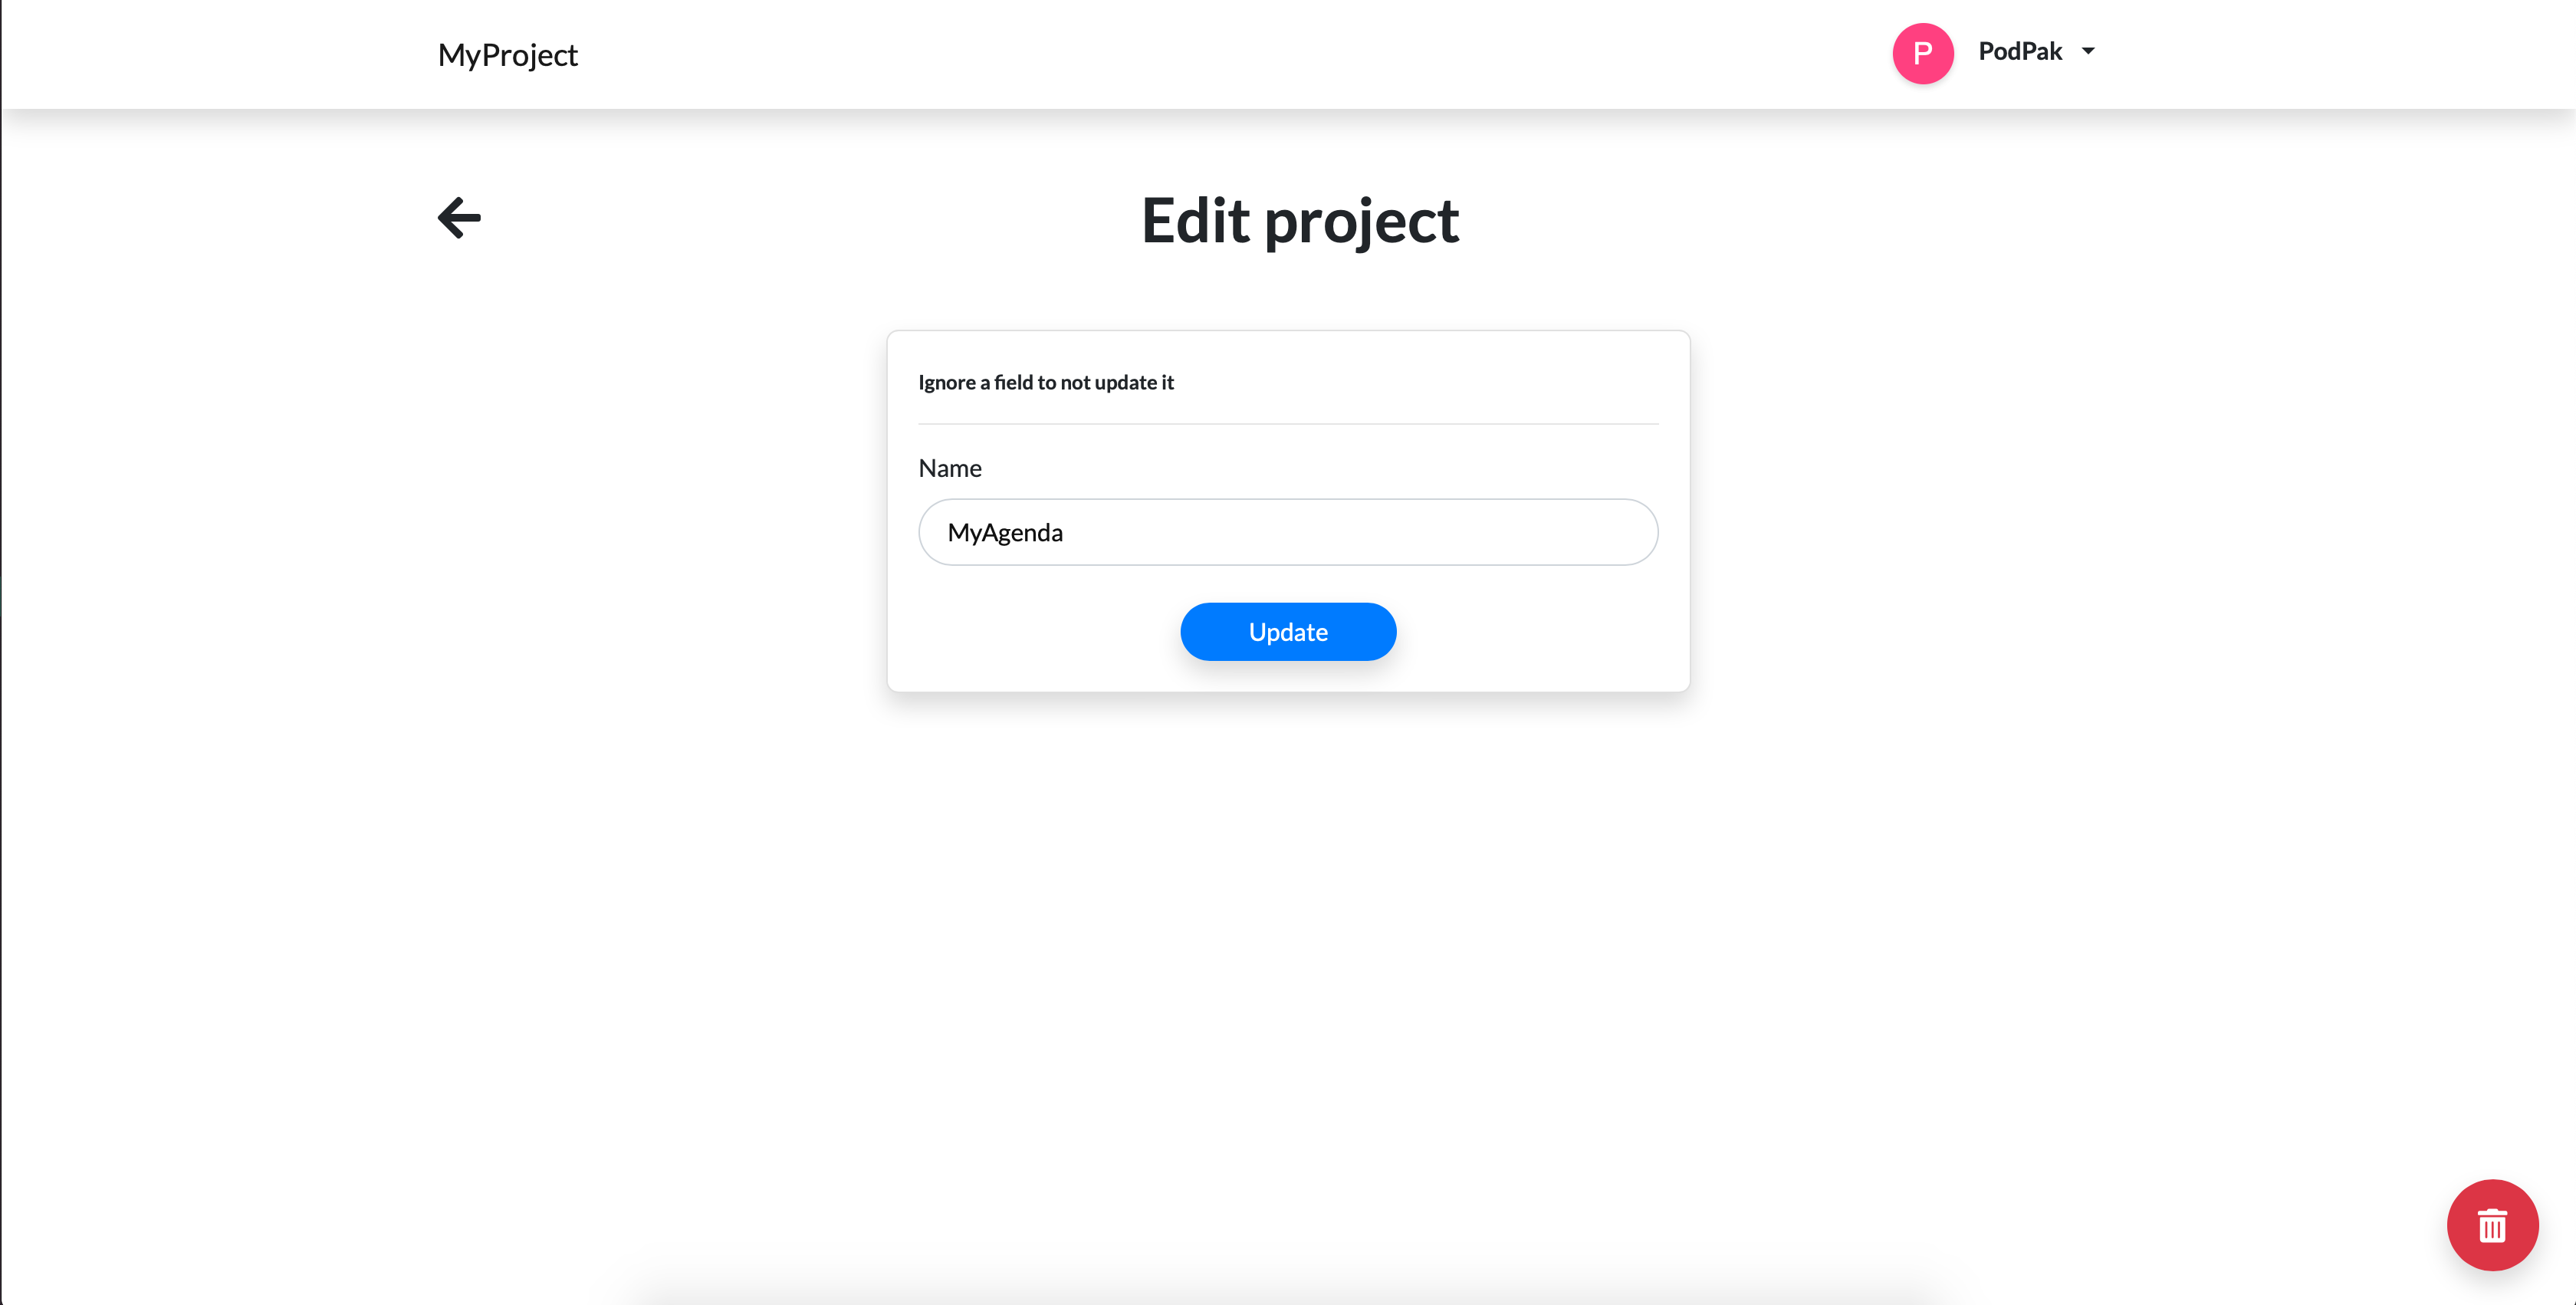 MyProject
P
PodPak
Edit project
Ignore a field to not update it
Name
MyAgenda
Update